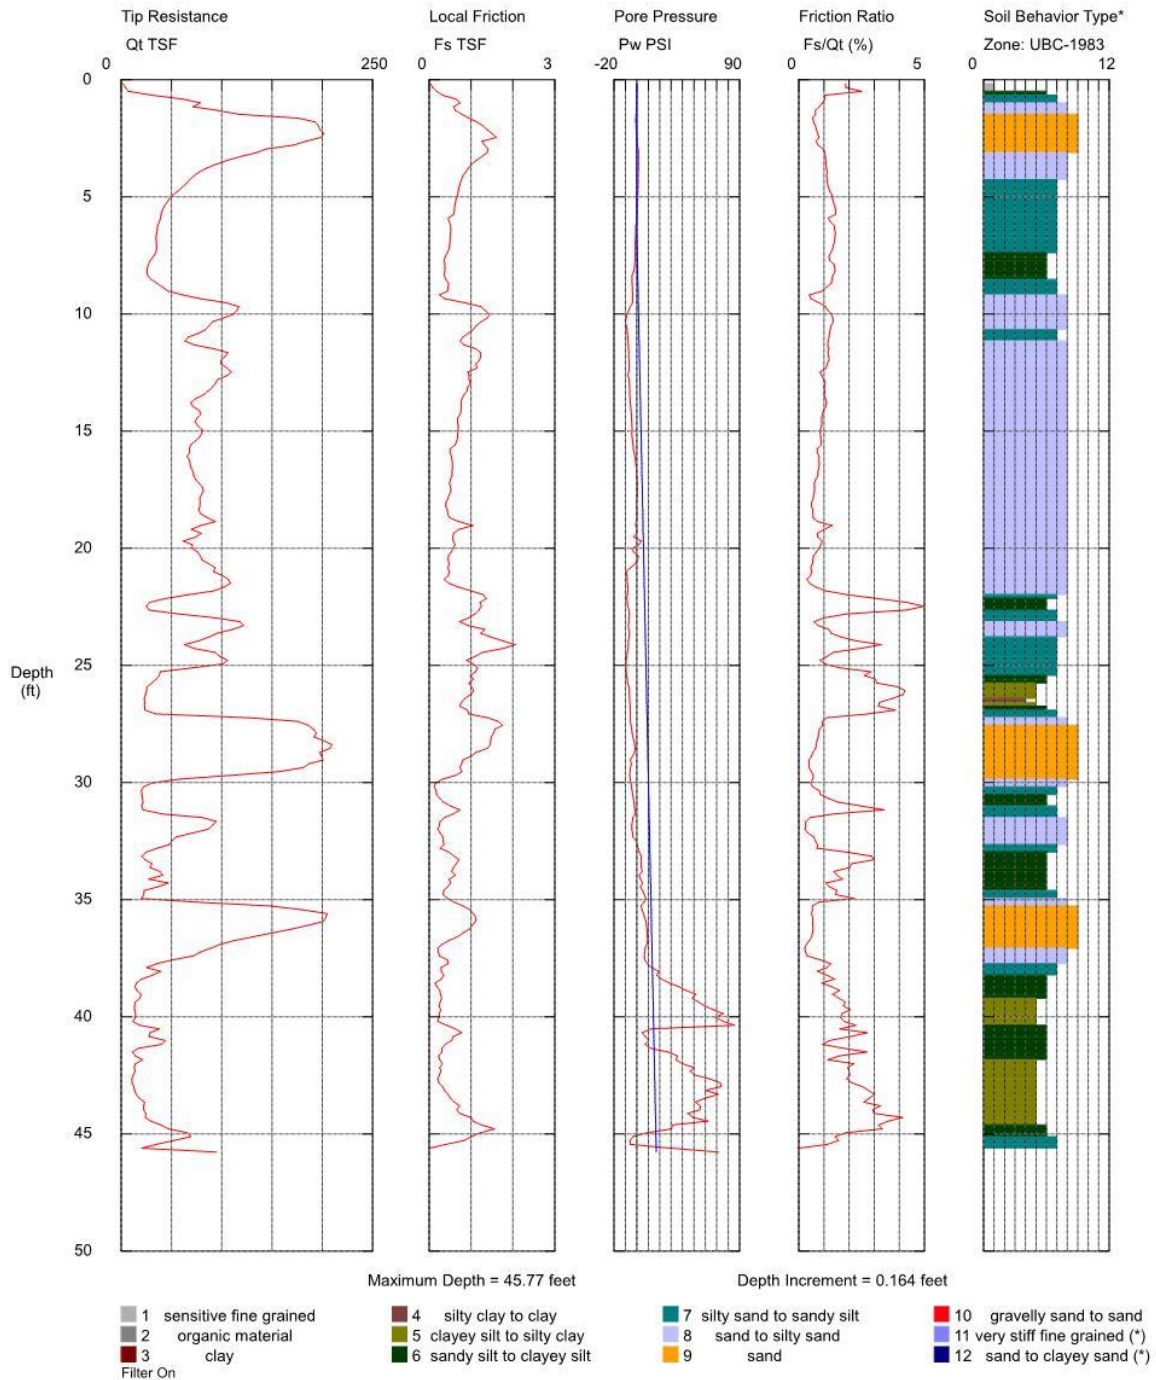 Tip Resistance Local Friction Pore Pressure Friction Ratio Soil Behavior Type*
Qt TSF Fs TSF Pw PSI Fs/Qt (%) Zone: UBC-1983
0 250 0 3 -20 90 0 5 0 12
0
5
10
15
20
25
Depth
(ft)
30
35
40
45
50
Maximum Depth = 45.77 feet Depth Increment = 0.164 feet
1 sensitive fine grained 4 silty clay to clay 7 silty sand to sandy silt 10 gravelly sand to sand
2 organic material 5 clayey silt to silty clay 8 sand to silty sand 11 very stiff fine grained (*)
3 clay 6 sandy silt to clayey silt 9 sand 12 sand to clayey sand (*)
Filter On